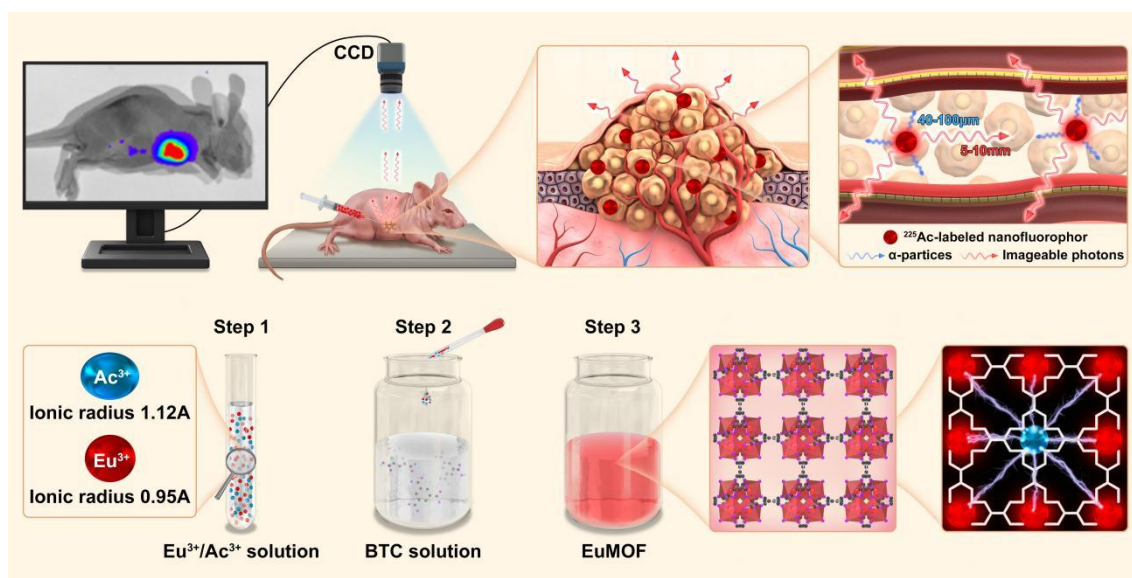 CCD
40-100μm
5-10mm
²²⁵Ac-labeled nanofluorophor
α-partices
Imageable photons
Step 1
Step 2
Step 3
Ac³⁺
Ionic radius 1.12A
Eu³⁺
Ionic radius 0.95A
Eu³⁺/Ac³⁺ solution
BTC solution
EuMOF